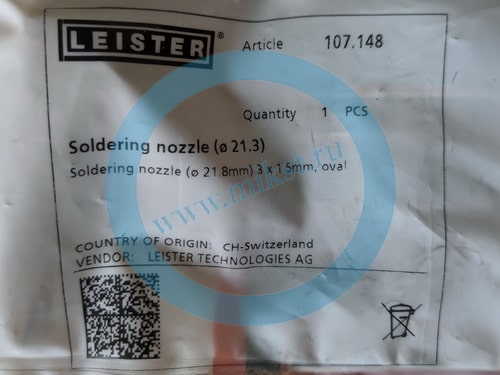 LEISTER® Article 107.148
Quantity 1 PCS
Soldering nozzle (ø 21.3)
Soldering nozzle (ø 21.8mm) 3 x 1.5mm, oval
www.miker.ru
COUNTRY OF ORIGIN: CH-Switzerland
VENDOR: LEISTER TECHNOLOGIES AG